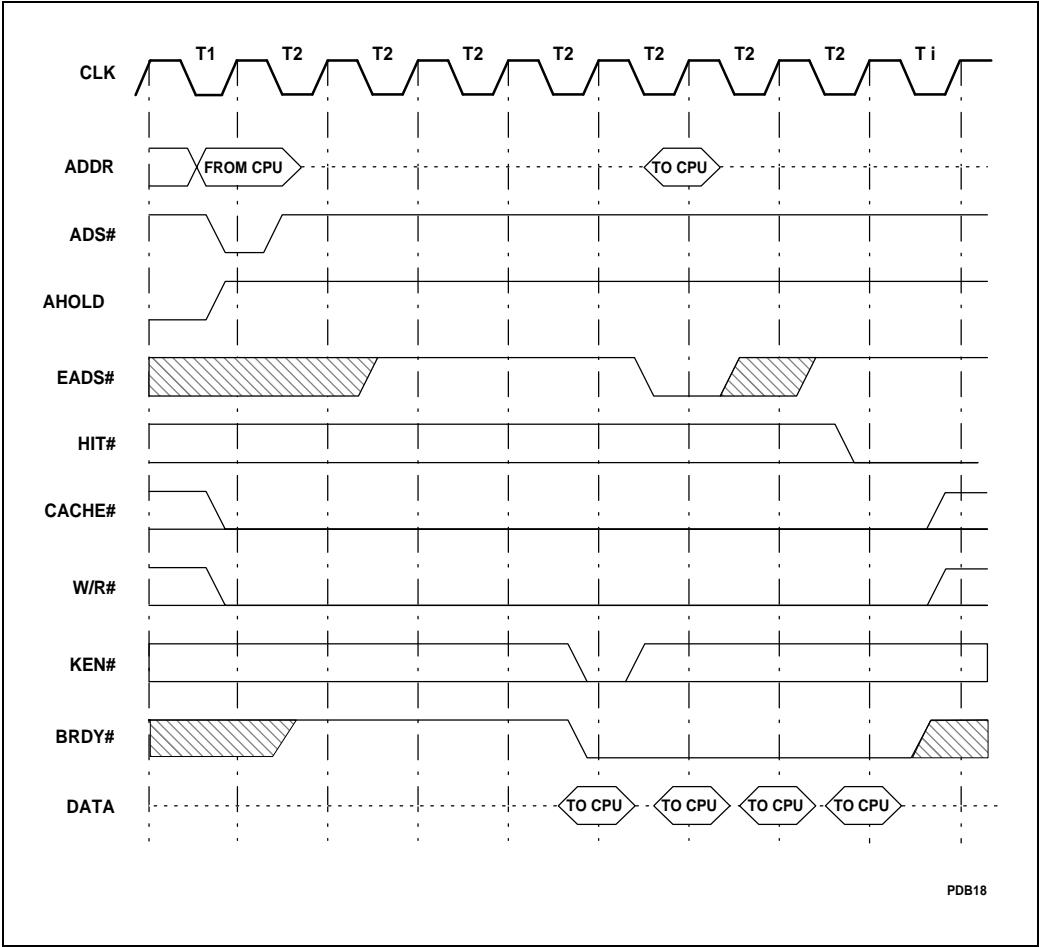 T1 T2 T2 T2 T2 T2 T2 T2 T i
CLK
ADDR FROM CPU TO CPU
ADS#
AHOLD
EADS#
HIT#
CACHE#
W/R#
KEN#
BRDY#
DATA TO CPU TO CPU TO CPU TO CPU
PDB18